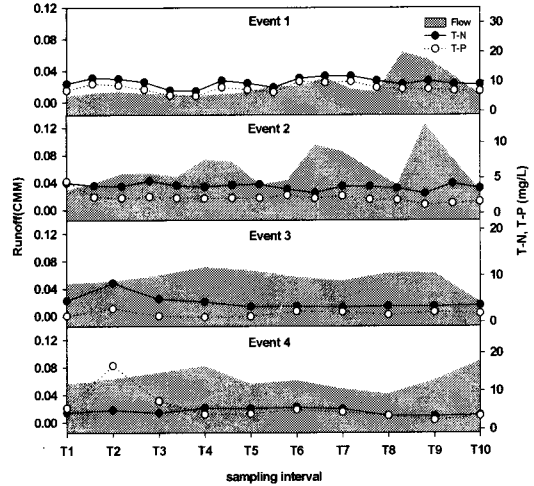 Event 1
Flow
T-N
T-P
0.12
0.08
0.04
0.00
30
20
10
0
Event 2
0.12
0.08
0.04
0.00
10
5
0
Event 3
0.12
0.08
0.04
0.00
20
10
0
Event 4
0.12
0.08
0.04
0.00
20
10
0
Runoff(CMM)
T-N, T-P (mg/L)
T1 T2 T3 T4 T5 T6 T7 T8 T9 T10
sampling interval